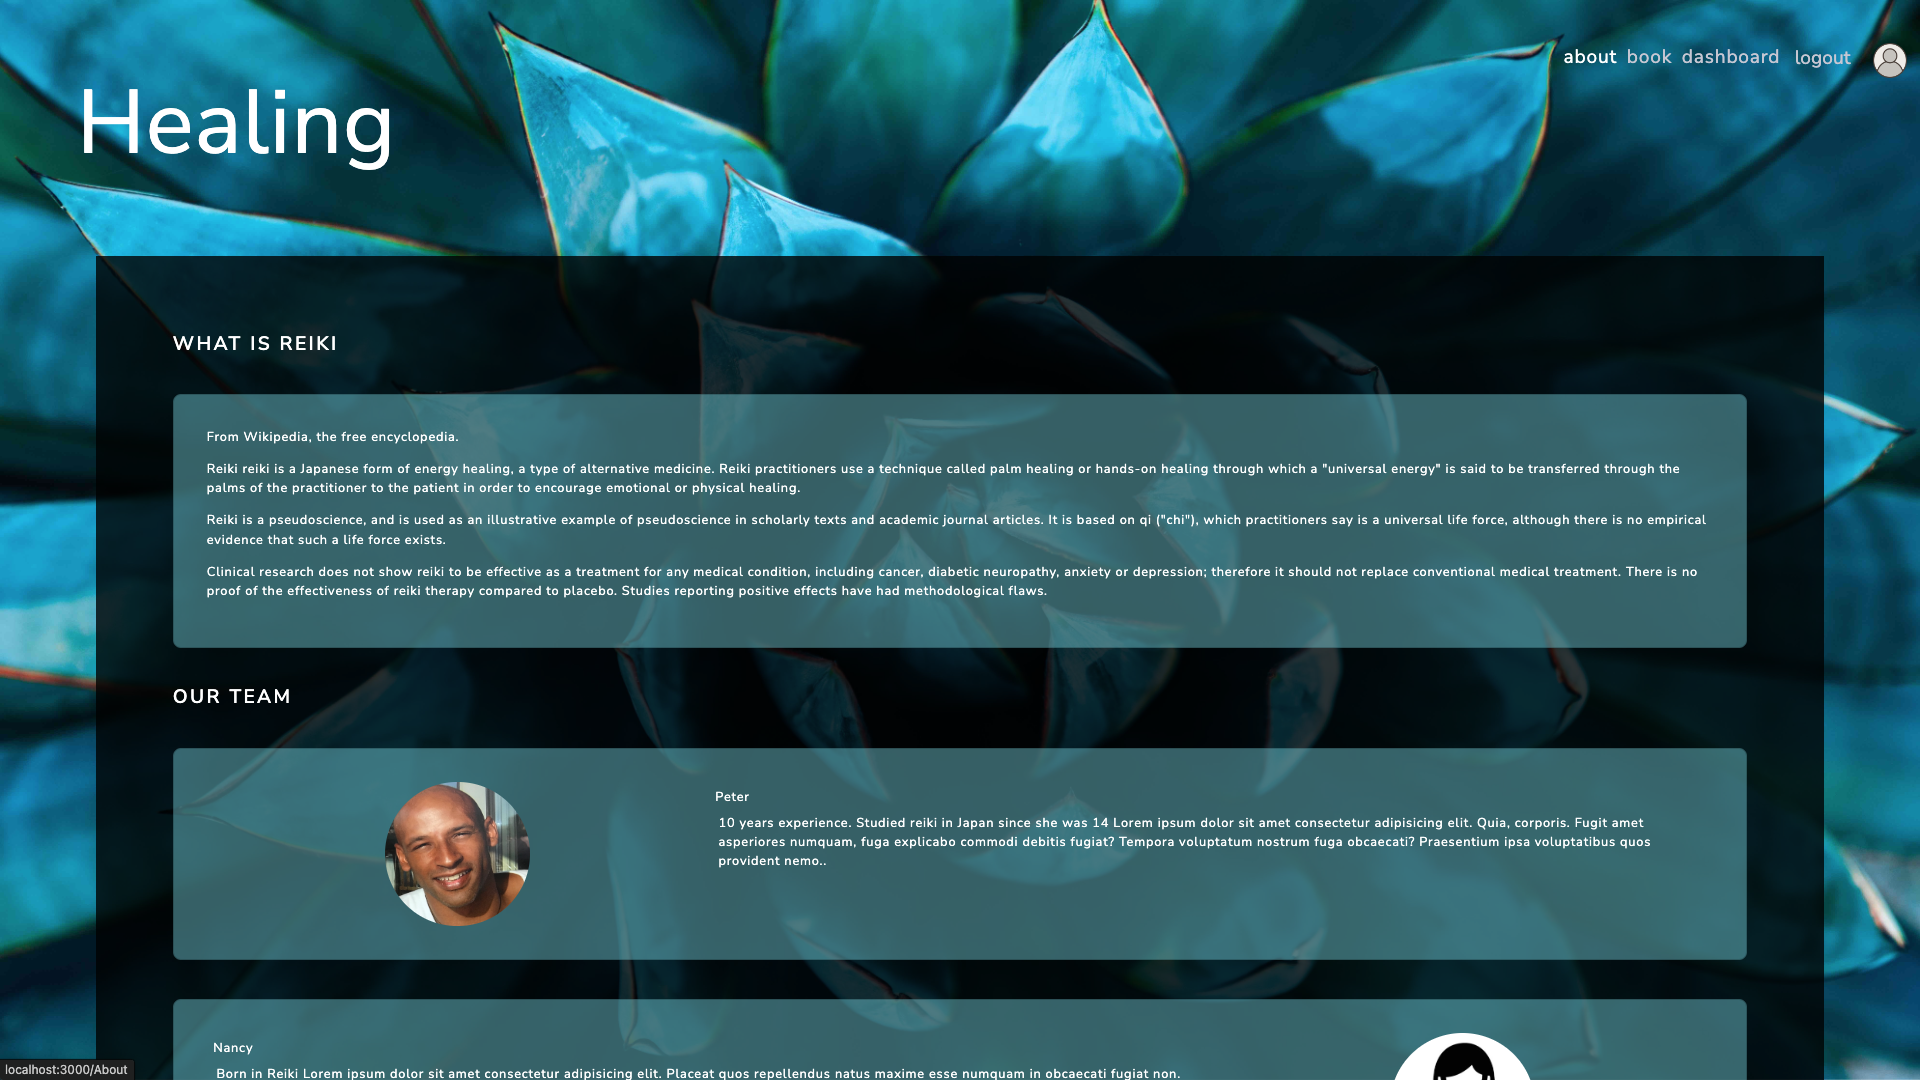 about book dashboard logout
Healing
WHAT IS REIKI
From Wikipedia, the free encyclopedia.
Reiki reiki is a Japanese form of energy healing, a type of alternative medicine. Reiki practitioners use a technique called palm healing or hands-on healing through which a "universal energy" is said to be transferred through the
palms of the practitioner to the patient in order to encourage emotional or physical healing.
Reiki is a pseudoscience, and is used as an illustrative example of pseudoscience in scholarly texts and academic journal articles. It is based on qi ("chi"), which practitioners say is a universal life force, although there is no empirical
evidence that such a life force exists.
Clinical research does not show reiki to be effective as a treatment for any medical condition, including cancer, diabetic neuropathy, anxiety or depression; therefore it should not replace conventional medical treatment. There is no
proof of the effectiveness of reiki therapy compared to placebo. Studies reporting positive effects have had methodological flaws.
OUR TEAM
Peter
10 years experience. Studied reiki in Japan since she was 14 Lorem ipsum dolor sit amet consectetur adipisicing elit. Quia, corporis. Fugit amet
asperiores numquam, fuga explicabo commodi debitis fugiat? Tempora voluptatum nostrum fuga obcaecati? Praesentium ipsa voluptatibus quos
provident nemo..
Nancy
Born in Reiki Lorem ipsum dolor sit amet consectetur adipisicing elit. Placeat quos repellendus natus maxime esse numquam in obcaecati fugiat non.
localhost:3000/About